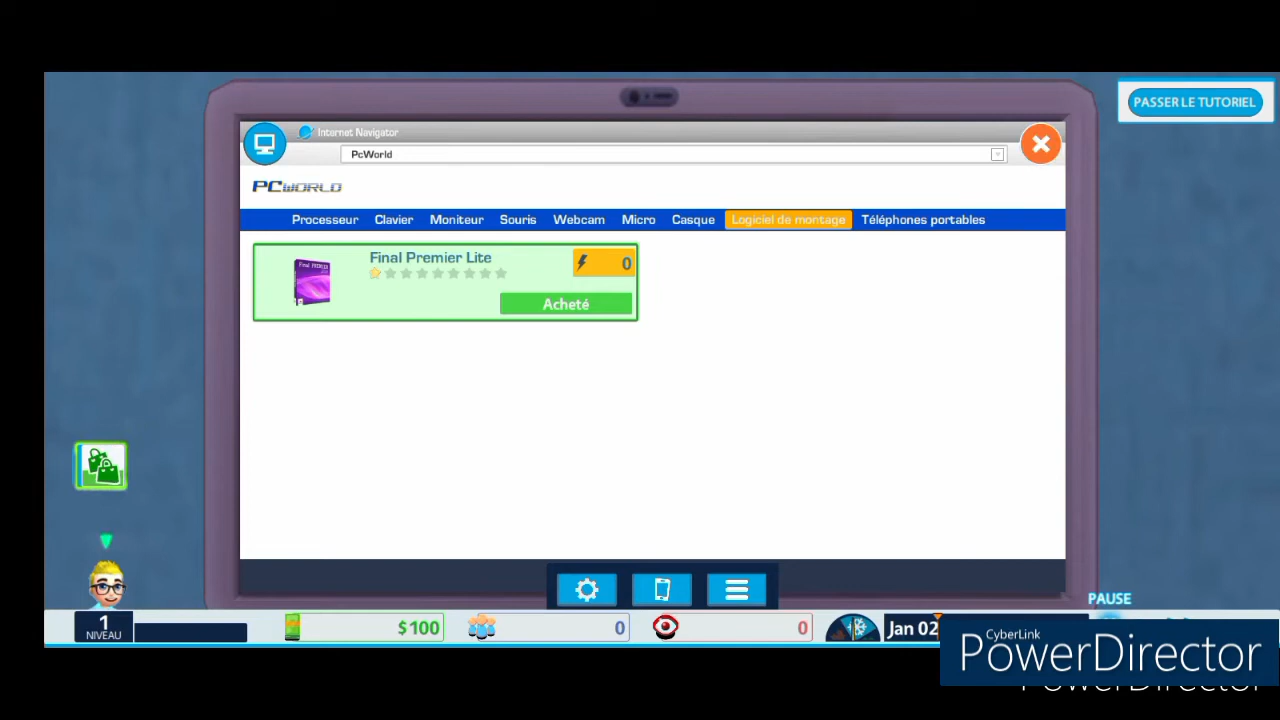 PASSER LE TUTORIEL
Internet Navigator
PcWorld
PCWORLD
Processeur Clavier Moniteur Souris Webcam Micro Casque Logiciel de montage Téléphones portables
Final Premier Lite
0
Acheté
PAUSE
1
NIVEAU
$100
0
0
Jan 02
CyberLink
PowerDirector
PowerDirector